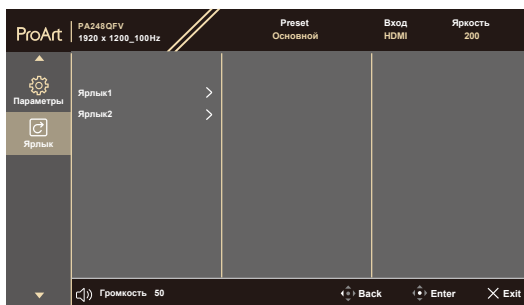 ProArt
PA248QFV
1920 x 1200_100Hz
Preset
Основной
Вход
HDMI
Яркость
200
Параметры
Ярлык
Ярлык1
Ярлык2
Громкость 50
Back
Enter
Exit